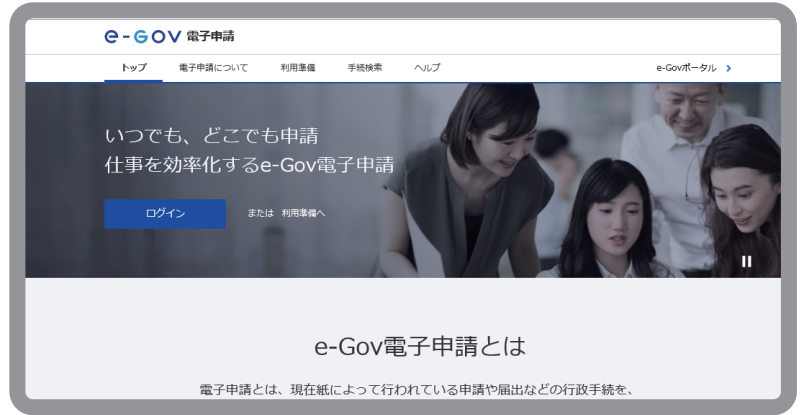 e-Gov 電子申請
トップ 電子申請について 利用準備 手続検索 ヘルプ e-Govポータル
いつでも、どこでも申請
仕事を効率化するe-Gov電子申請
ログイン または 利用準備へ
e-Gov電子申請とは
電子申請とは、現在紙によって行われている申請や届出などの行政手続を、